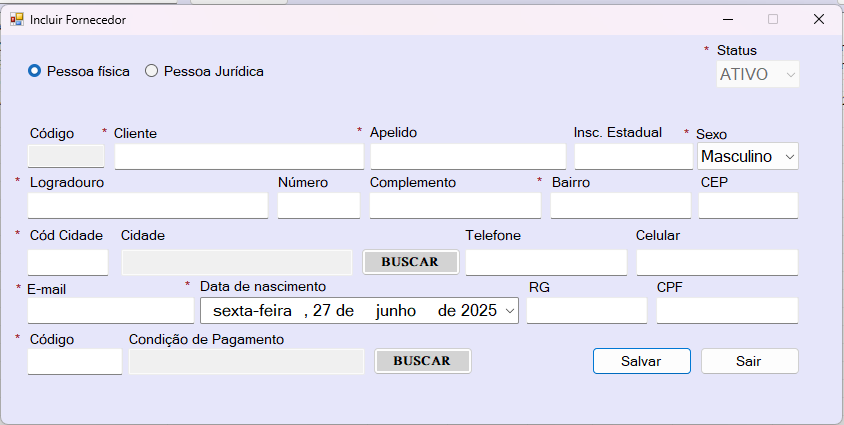 Incluir Fornecedor
* Status
Pessoa física Pessoa Jurídica
ATIVO
Código * Cliente * Apelido Insc. Estadual * Sexo
Masculino
* Logradouro Número Complemento * Bairro CEP
* Cód Cidade Cidade Telefone Celular
BUSCAR
* E-mail * Data de nascimento RG CPF
sexta-feira , 27 de junho de 2025
* Código Condição de Pagamento
BUSCAR Salvar Sair